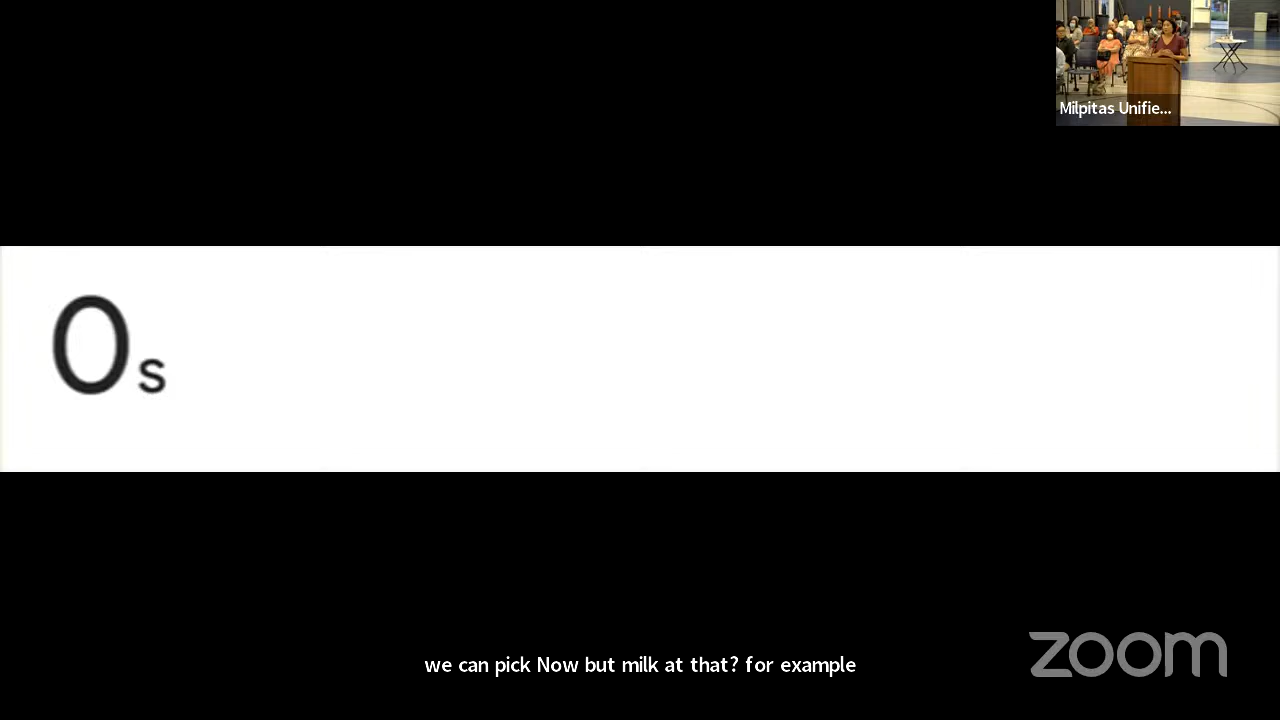 Milpitas Unifie...
0s
we can pick Now but milk at that? for example
zoom